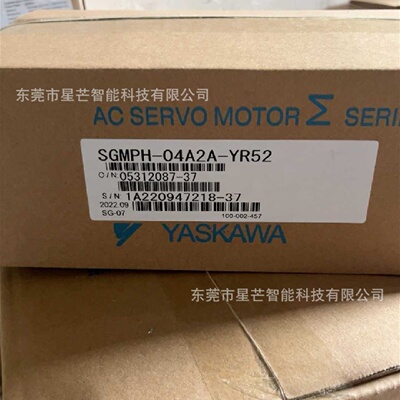 东莞市星芒智能科技有限公司
AC SERVO MOTOR Σ SERIE
SGMPH-04A2A-YR52
O/N 05312087-37
S/N 1A220947218-37
2022.09
SG-07 100-002-457
YASKAWA
东莞市星芒智能科技有限公司